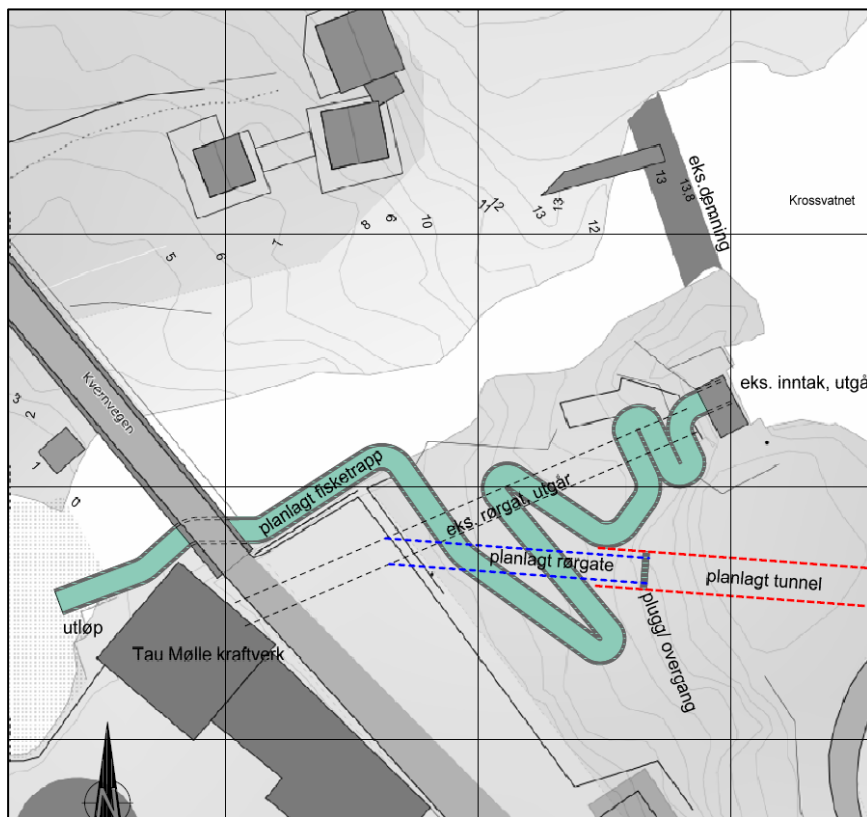 eks.demning
13
13,8
Krossvatnet
11
12
13
13
12
10
9
8
7
6
5
Kvernvegen
3
2
1
0
eks. inntak, utgå
planlagt fisketrapp
eks. rørgat, utgår
planlagt rørgate
planlagt tunnel
plugg/ overgang
utløp
Tau Mølle kraftverk
N